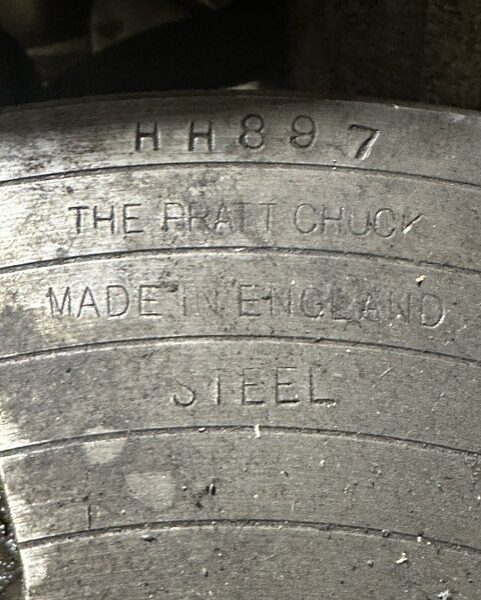 HH897
THE PRATT CHUCK
MADE IN ENGLAND
STEEL